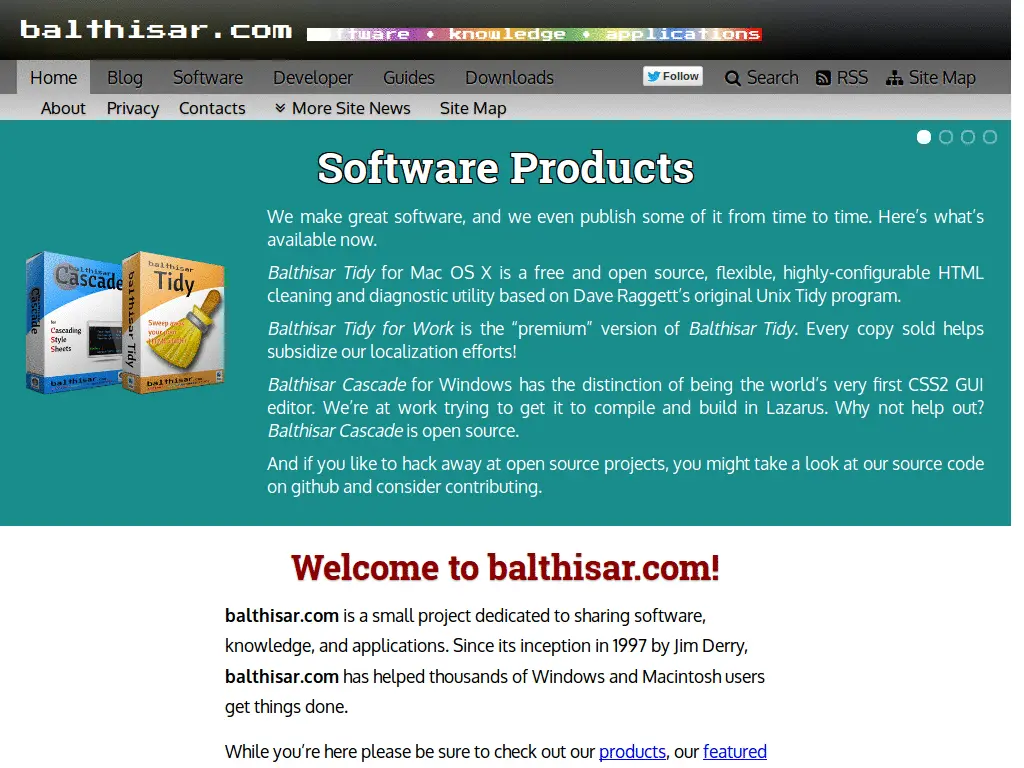 balthisar.com software • knowledge • applications
Home Blog Software Developer Guides Downloads Follow Search RSS Site Map
About Privacy Contacts More Site News Site Map
Software Products
We make great software, and we even publish some of it from time to time. Here’s what’s
available now.
Balthisar Tidy for Mac OS X is a free and open source, flexible, highly-configurable HTML
cleaning and diagnostic utility based on Dave Raggett’s original Unix Tidy program.
Balthisar Tidy for Work is the “premium” version of Balthisar Tidy. Every copy sold helps
subsidize our localization efforts!
Balthisar Cascade for Windows has the distinction of being the world’s very first CSS2 GUI
editor. We’re at work trying to get it to compile and build in Lazarus. Why not help out?
Balthisar Cascade is open source.
And if you like to hack away at open source projects, you might take a look at our source code
on github and consider contributing.
balthisar
Cascade
Cascade
for
Cascading
Style
Sheets
balthisar.com
balthisar
Tidy
balthisar Tidy
Sweep away
your poor
balthisar.com
Welcome to balthisar.com!
balthisar.com is a small project dedicated to sharing software,
knowledge, and applications. Since its inception in 1997 by Jim Derry,
balthisar.com has helped thousands of Windows and Macintosh users
get things done.
While you’re here please be sure to check out our products, our featured